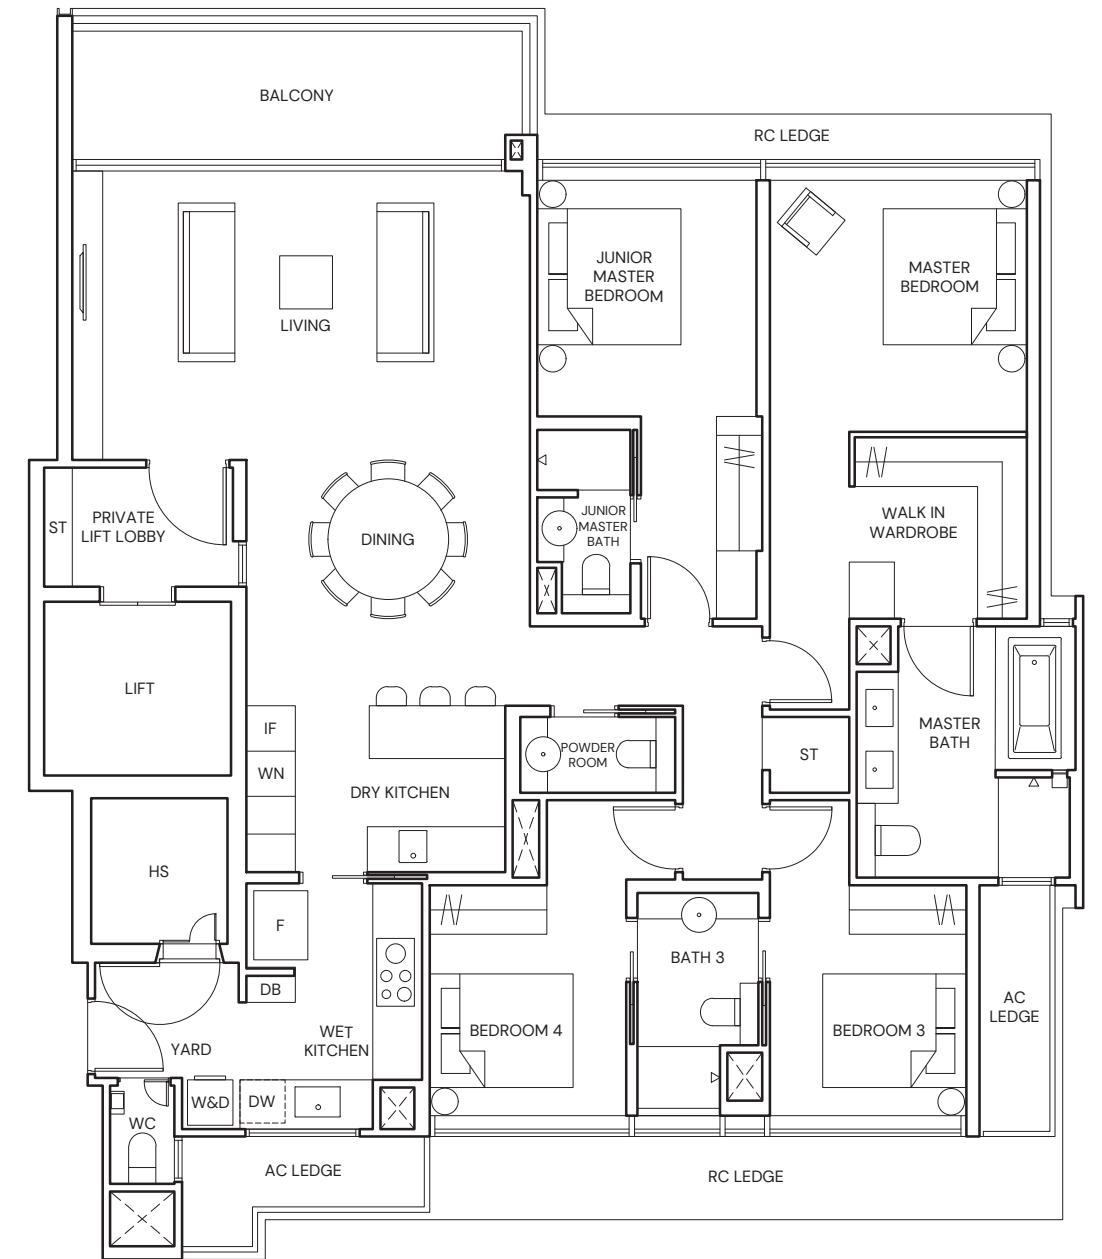 BALCONY
RC LEDGE
JUNIOR
MASTER
BEDROOM
MASTER
BEDROOM
LIVING
ST
PRIVATE
LIFT LOBBY
DINING
JUNIOR
MASTER
BATH
WALK IN
WARDROBE
LIFT
IF
WN
DRY KITCHEN
POWDER
ROOM
ST
MASTER
BATH
HS
F
DB
BATH 3
YARD
WET
KITCHEN
BEDROOM 4
BEDROOM 3
AC
LEDGE
W&D
DW
WC
AC LEDGE
RC LEDGE